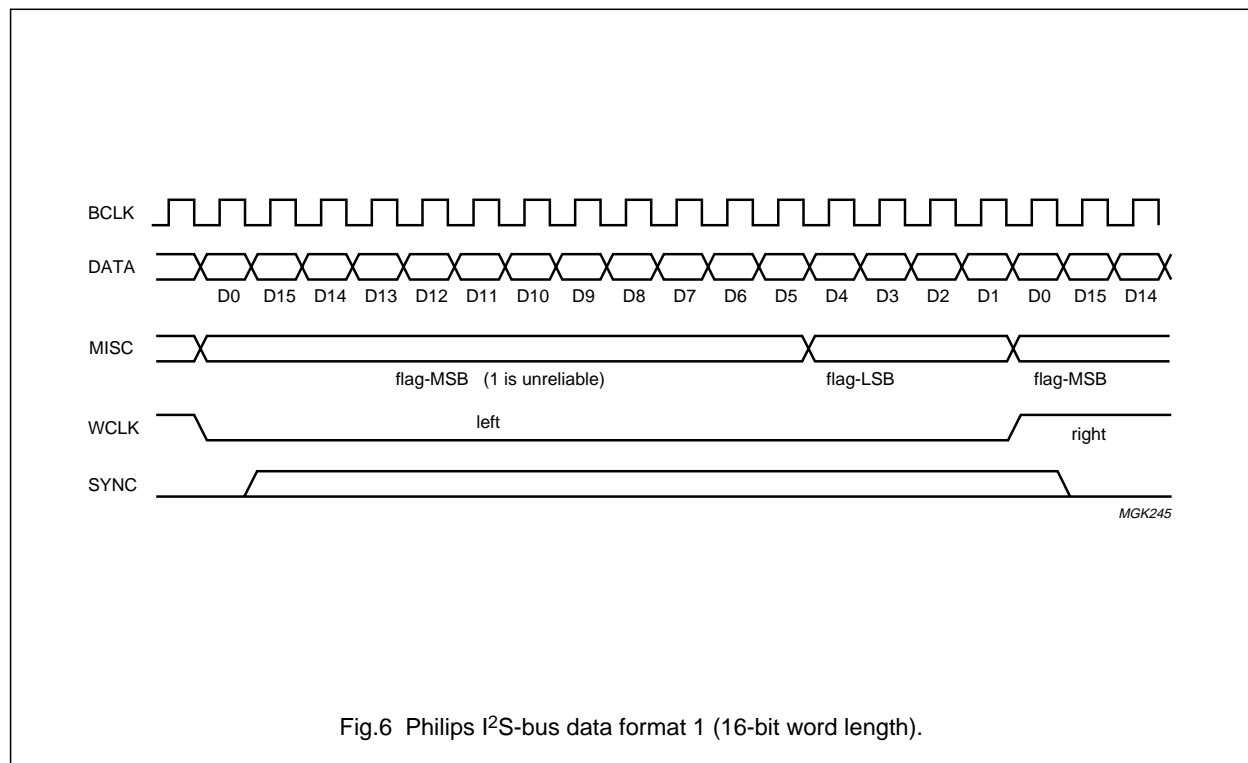 BCLK
DATA
D0 D15 D14 D13 D12 D11 D10 D9 D8 D7 D6 D5 D4 D3 D2 D1 D0 D15 D14
MISC
flag-MSB (1 is unreliable) flag-LSB flag-MSB
WCLK left right
SYNC
MGK245
Fig.6 Philips I²S-bus data format 1 (16-bit word length).